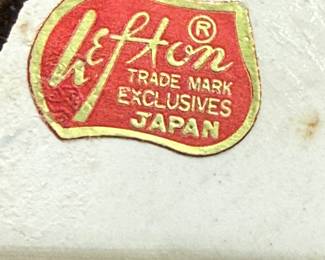 Lefton ®
TRADE MARK
EXCLUSIVES
JAPAN